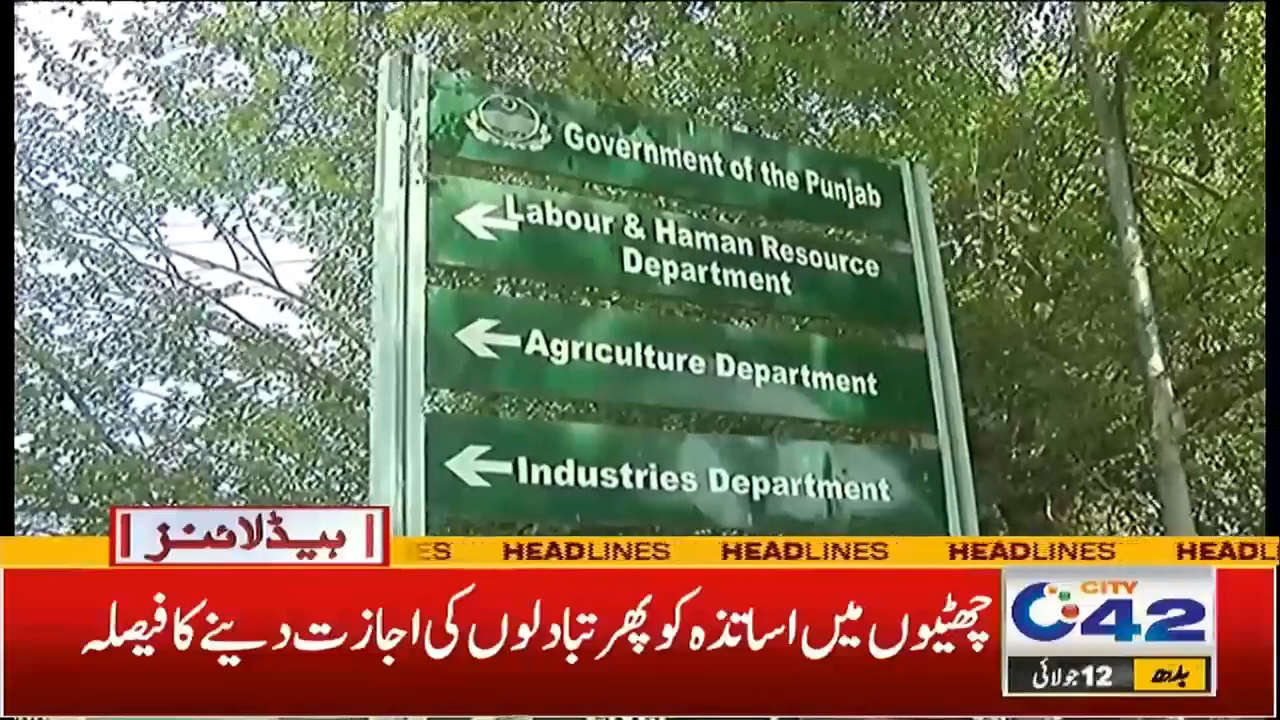 Government of the Punjab
Labour & Haman Resource
Department
Agriculture Department
Industries Department
ہیڈلائنز
ES HEADLINES HEADLINES HEADLINES HEADL
چھٹیوں میں اساتذہ کو پھر تبادلوں کی اجازت دینے کا فیصلہ
CITY
42
بدھ
12 جولائی